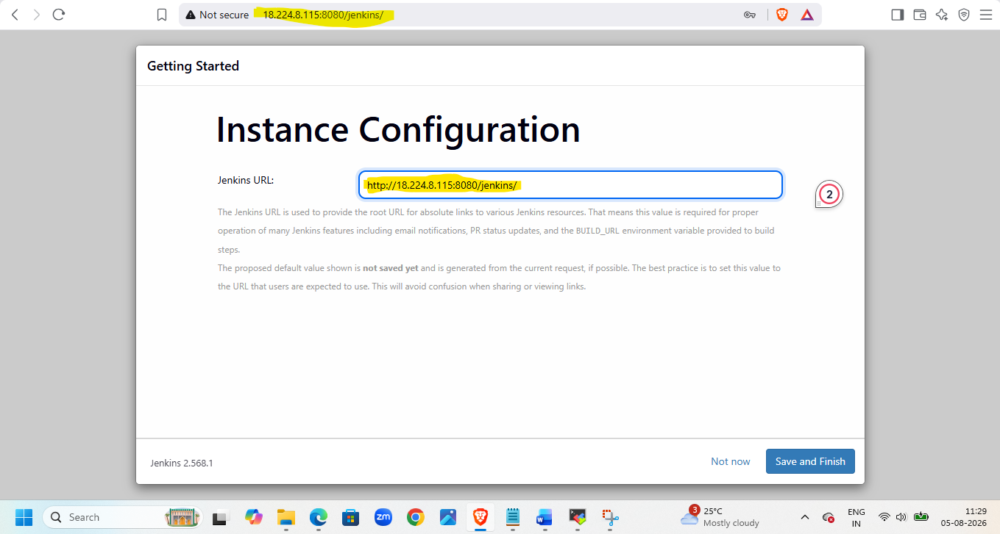 Not secure 18.224.8.115:8080/jenkins/
Getting Started
Instance Configuration
Jenkins URL:
http://18.224.8.115:8080/jenkins/
2
The Jenkins URL is used to provide the root URL for absolute links to various Jenkins resources. That means this value is required for proper
operation of many Jenkins features including email notifications, PR status updates, and the BUILD_URL environment variable provided to build
steps.
The proposed default value shown is not saved yet and is generated from the current request, if possible. The best practice is to set this value to
the URL that users are expected to use. This will avoid confusion when sharing or viewing links.
Jenkins 2.568.1
Not now
Save and Finish
Search
zm
W
3
25°C
Mostly cloudy
ENG
IN
11:29
05-08-2026